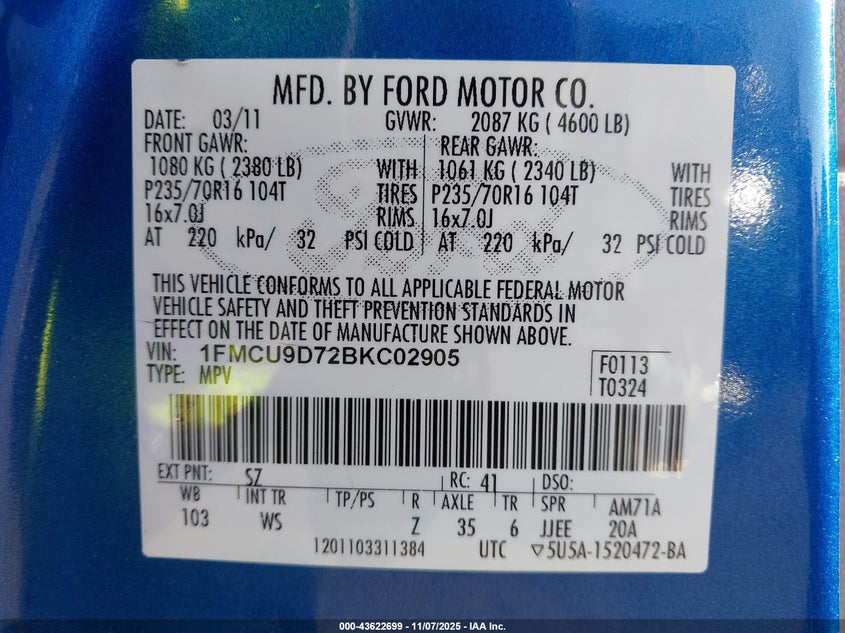 MFD. BY FORD MOTOR CO.
DATE: 03/11 GVWR: 2087 KG ( 4600 LB)
FRONT GAWR: REAR GAWR:
1080 KG ( 2380 LB) WITH 1061 KG ( 2340 LB) WITH
P235/70R16 104T TIRES P235/70R16 104T TIRES
16x7.0J RIMS 16x7.0J RIMS
AT 220 kPa/ 32 PSI COLD AT 220 kPa/ 32 PSI COLD
Ford
THIS VEHICLE CONFORMS TO ALL APPLICABLE FEDERAL MOTOR
VEHICLE SAFETY AND THEFT PREVENTION STANDARDS IN
EFFECT ON THE DATE OF MANUFACTURE SHOWN ABOVE.
VIN: 1FMCU9D72BKC02905
TYPE: MPV
F0113
T0324
EXT PNT: SZ RC: 41 DSO:
WB INT TR TP/PS R AXLE TR SPR AM71A
103 WS Z 35 6 JJEE 20A
1201103311384 UTC ▽5U5A-1520472-BA
000-43622699 - 11/07/2025 - IAA Inc.